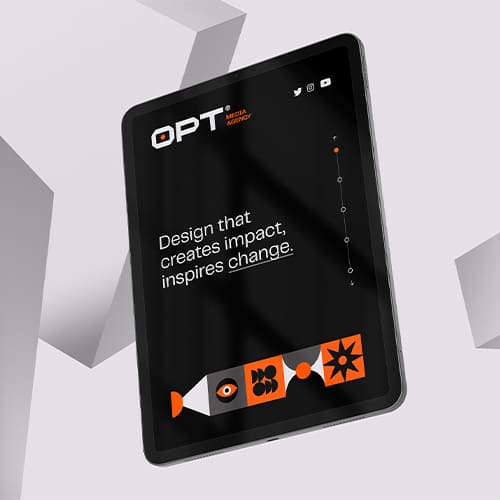 OPT®
MEDIA
AGENCY
Design that
creates impact,
inspires change.